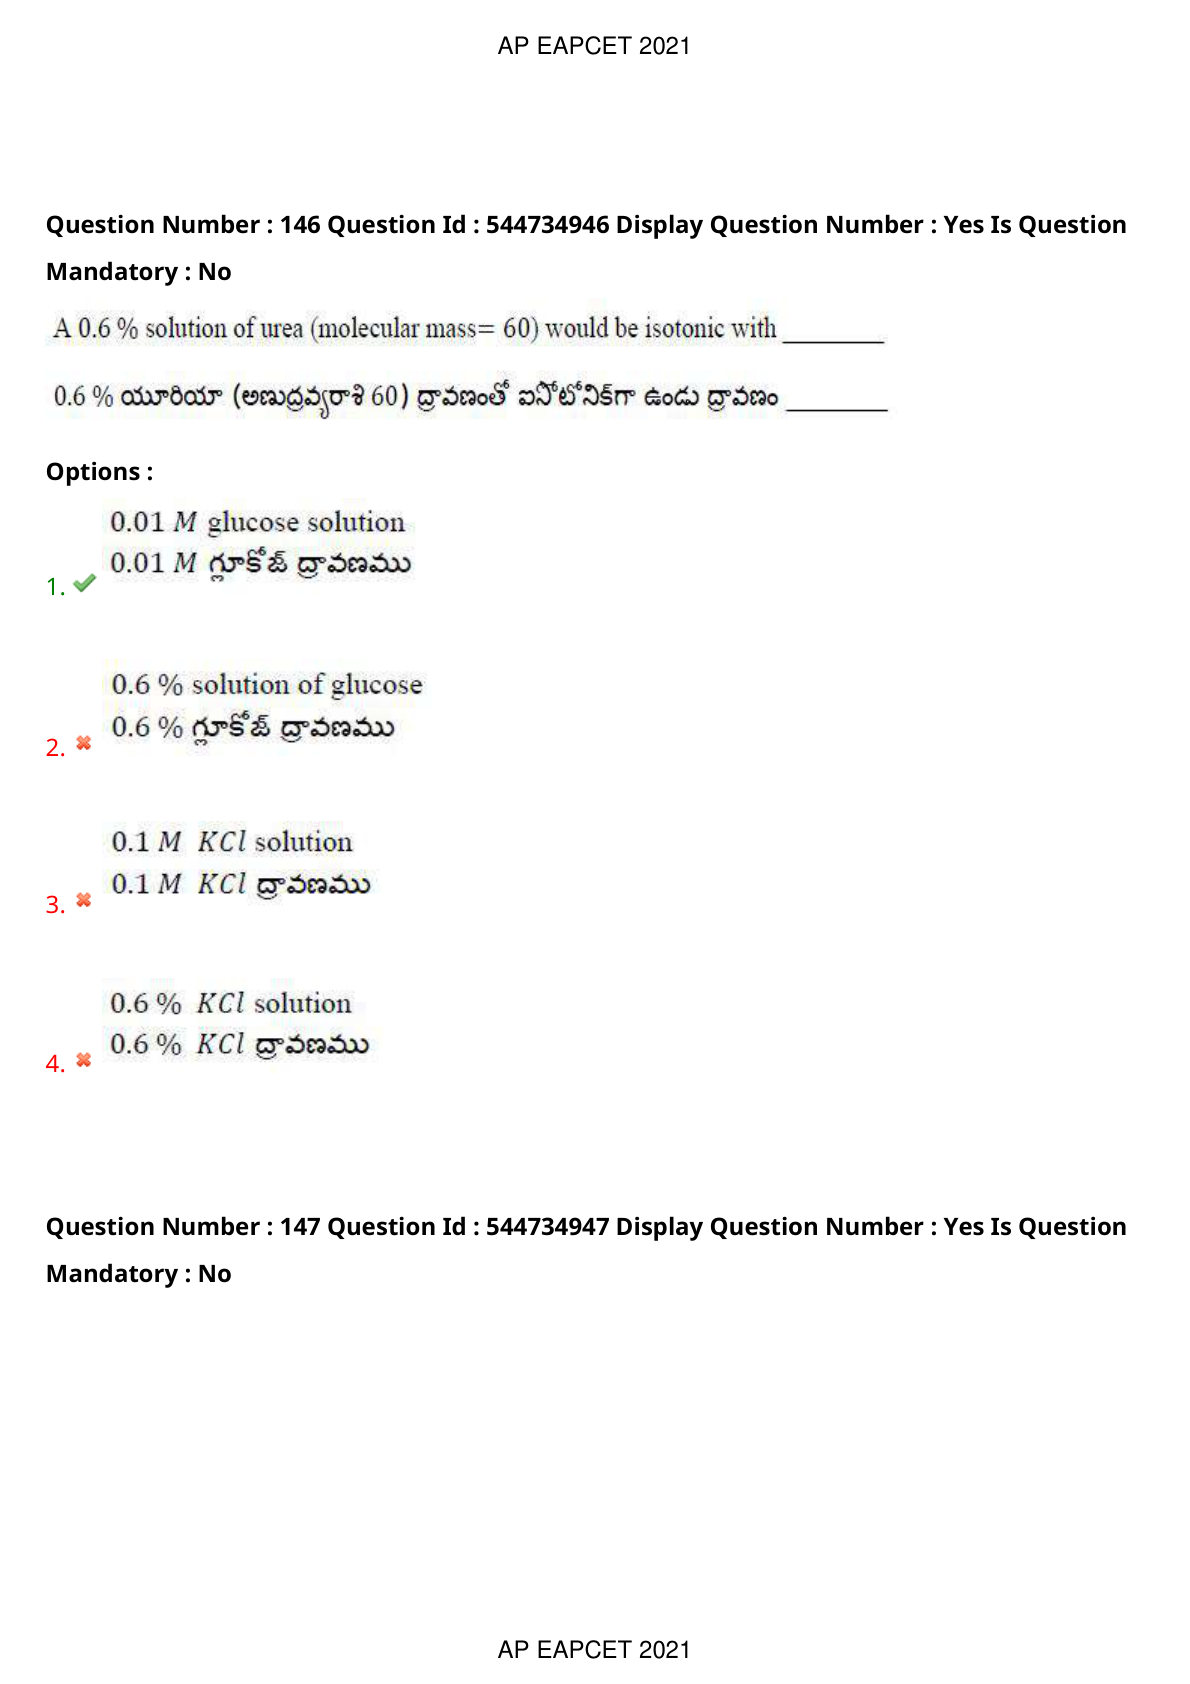 AP EAPCET 2021
Question Number : 146 Question Id : 544734946 Display Question Number : Yes Is Question
Mandatory : No
A 0.6 % solution of urea (molecular mass= 60) would be isotonic with ________
0.6 % యూరియా (అణుద్రవ్యరాశి 60) ద్రావణంతో ఐసోటోనిక్‌గా ఉండు ద్రావణం ________
Options :
0.01 M glucose solution
0.01 M గ్లూకోజ్ ద్రావణము
1.
0.6 % solution of glucose
0.6 % గ్లూకోజ్ ద్రావణము
2.
0.1 M KCl solution
0.1 M KCl ద్రావణము
3.
0.6 % KCl solution
0.6 % KCl ద్రావణము
4.
Question Number : 147 Question Id : 544734947 Display Question Number : Yes Is Question
Mandatory : No
AP EAPCET 2021